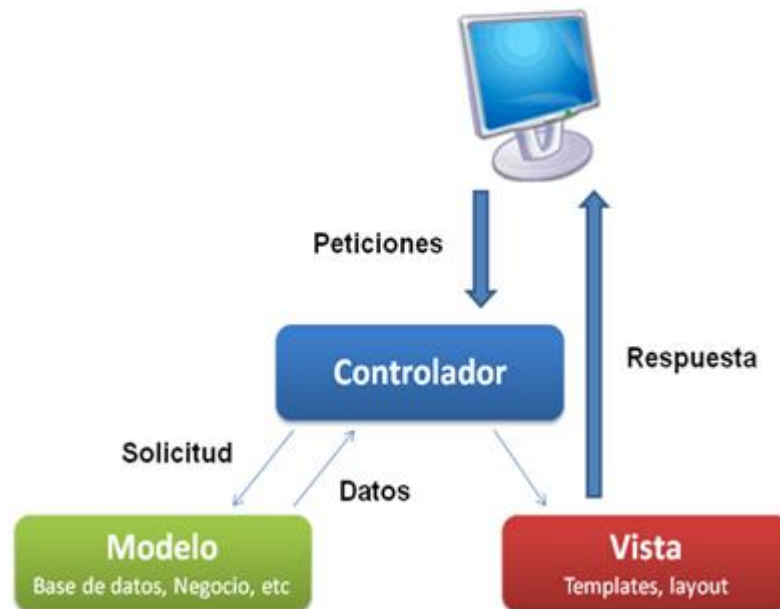 Peticiones
Controlador
Respuesta
Solicitud
Datos
Modelo
Base de datos, Negocio, etc
Vista
Templates, layout